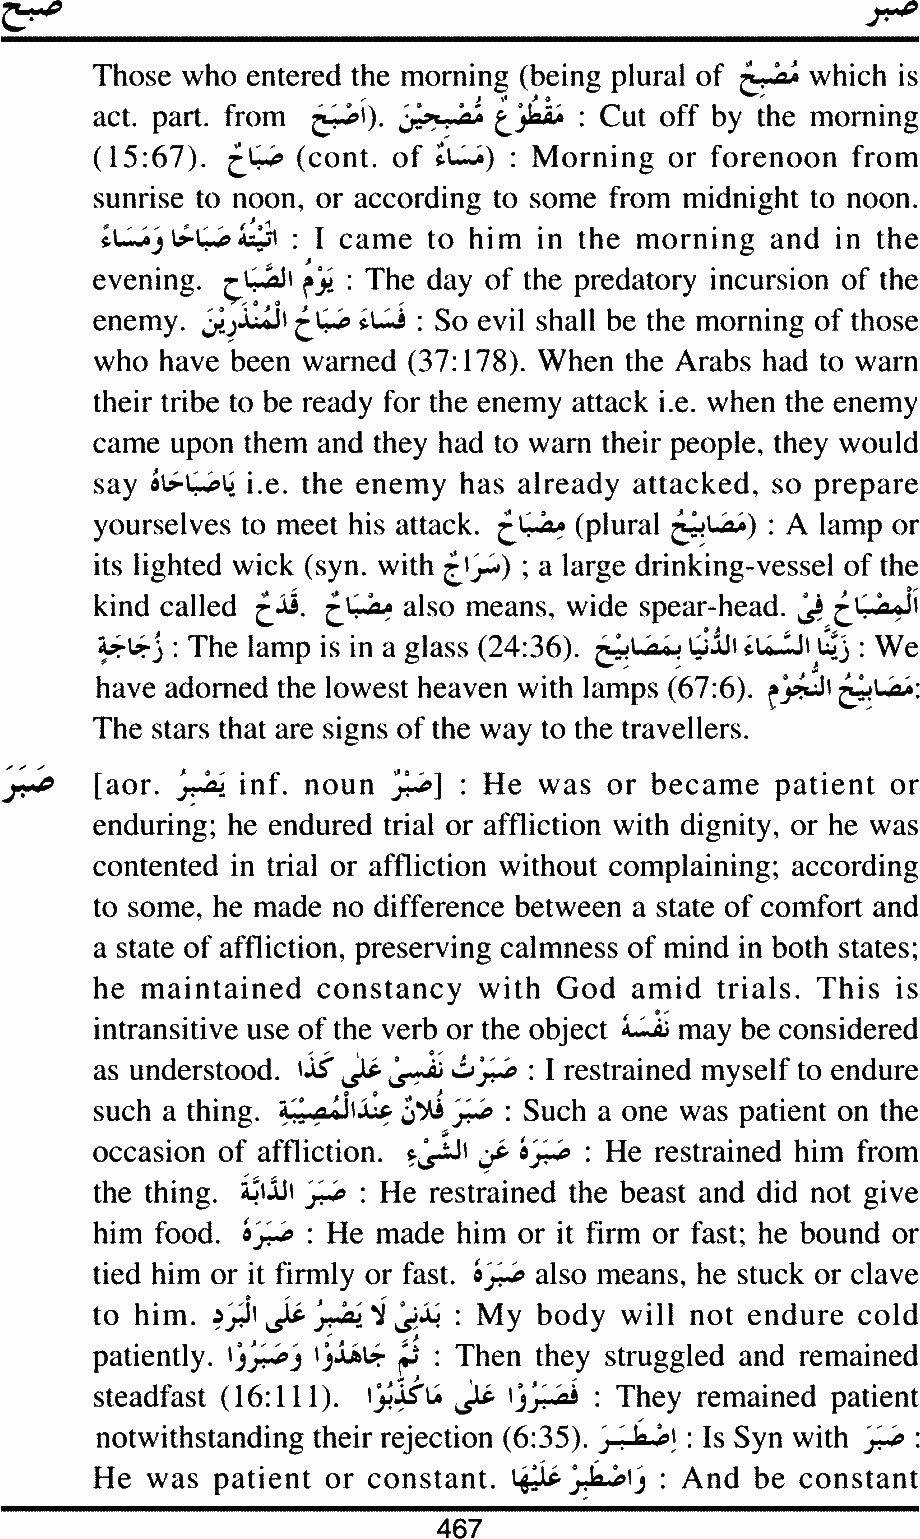 صبح صبر
Those who entered the morning (being plural of مُصْبِحٌ which is
act. part. from اَصْبَحَ). مَقْطُوْعٌ مُصْبِحِيْنَ : Cut off by the morning
(15:67). صَبَاحٌ (cont. of مَسَاءٌ) : Morning or forenoon from
sunrise to noon, or according to some from midnight to noon.
اَتَيْتُهُ صَبَاحًا وَمَسَاءً : I came to him in the morning and in the
evening. يَوْمُ الصَّبَاحِ : The day of the predatory incursion of the
enemy. فَسَاءَ صَبَاحُ الْمُنْذَرِيْنَ : So evil shall be the morning of those
who have been warned (37:178). When the Arabs had to warn
their tribe to be ready for the enemy attack i.e. when the enemy
came upon them and they had to warn their people, they would
say يَاصَبَاحَاهُ i.e. the enemy has already attacked, so prepare
yourselves to meet his attack. مِصْبَاحٌ (plural مَصَابِيْحُ) : A lamp or
its lighted wick (syn. with سَرَاجٌ) ; a large drinking-vessel of the
kind called قَدَحٌ. مِصْبَاحٌ also means, wide spear-head. اَلْمِصْبَاحُ فِىْ
زُجَاجَةٍ : The lamp is in a glass (24:36). زَيَّنَّا السَّمَاءَ الدُّنْيَا بِمَصَابِيْحَ : We
have adorned the lowest heaven with lamps (67:6). مَصَابِيْحُ النُّجُوْمِ:
The stars that are signs of the way to the travellers.
صَبَرَ [aor. يَصْبِرُ inf. noun صَبْرٌ] : He was or became patient or
enduring; he endured trial or affliction with dignity, or he was
contented in trial or affliction without complaining; according
to some, he made no difference between a state of comfort and
a state of affliction, preserving calmness of mind in both states;
he maintained constancy with God amid trials. This is
intransitive use of the verb or the object نَفْسَهُ may be considered
as understood. صَبَرْتُ نَفْسِىْ عَلٰى كَذَا : I restrained myself to endure
such a thing. صَبَرَ فُلَانٌ عِنْدَالْمُصِيْبَةِ : Such a one was patient on the
occasion of affliction. صَبَرَهُ عَنِ الشَّىْءِ : He restrained him from
the thing. صَبَرَ الدَّابَّةَ : He restrained the beast and did not give
him food. صَبَرَهُ : He made him or it firm or fast; he bound or
tied him or it firmly or fast. صَبَرَهُ also means, he stuck or clave
to him. بَدَنِىْ لَا يَصْبِرُ عَلَى الْبَرْدِ : My body will not endure cold
patiently. ثُمَّ جَاهَدُوْا وَصَبَرُوْا : Then they struggled and remained
steadfast (16:111). فَصَبَرُوْا عَلٰى مَاكُذِّبُوْا : They remained patient
notwithstanding their rejection (6:35). اِصْطَبَرَ : Is Syn with صَبَرَ :
He was patient or constant. وَاصْطَبِرْ عَلَيْهَا : And be constant
467